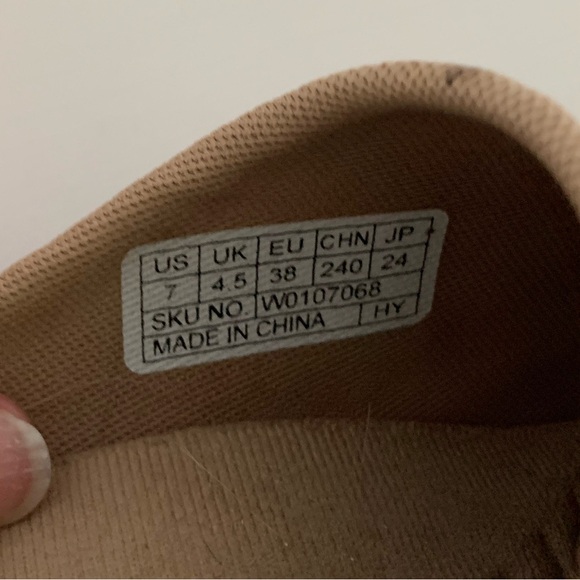 US UK EU CHN JP
7 4.5 38 240 24
SKU NO. W0107068
MADE IN CHINA HY